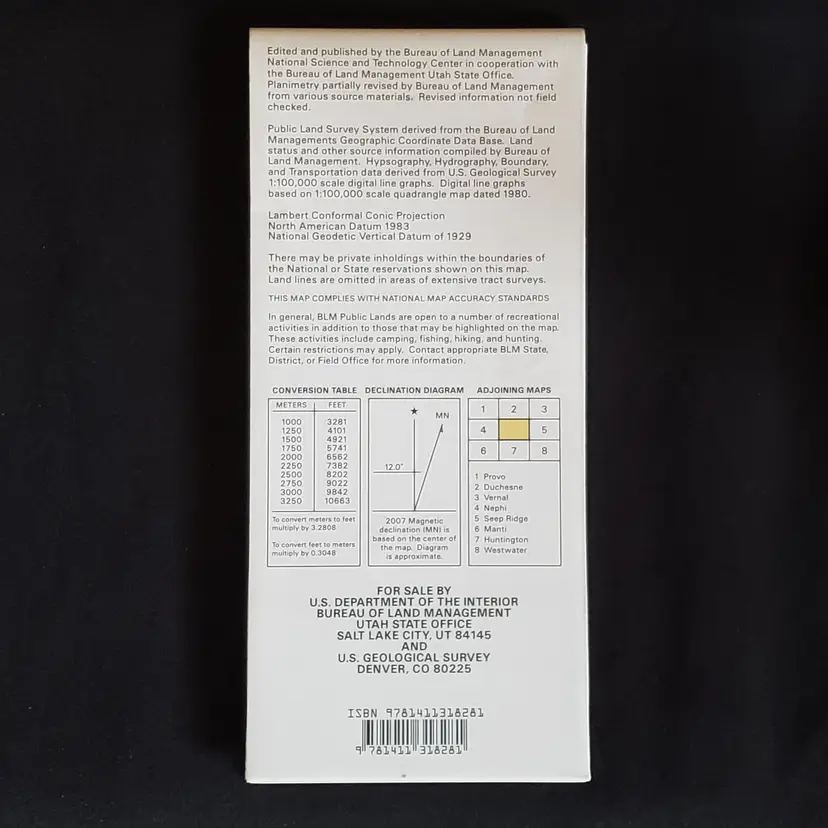 Edited and published by the Bureau of Land Management
National Science and Technology Center in cooperation with
the Bureau of Land Management Utah State Office.
Planimetry partially revised by Bureau of Land Management
from various source materials. Revised information not field
checked.
Public Land Survey System derived from the Bureau of Land
Managements Geographic Coordinate Data Base. Land
status and other source information compiled by Bureau of
Land Management. Hypsography, Hydrography, Boundary,
and Transportation data derived from U.S. Geological Survey
1:100,000 scale digital line graphs. Digital line graphs
based on 1:100,000 scale quadrangle map dated 1980.
Lambert Conformal Conic Projection
North American Datum 1983
National Geodetic Vertical Datum of 1929
There may be private inholdings within the boundaries of
the National or State reservations shown on this map.
Land lines are omitted in areas of extensive tract surveys.
THIS MAP COMPLIES WITH NATIONAL MAP ACCURACY STANDARDS
In general, BLM Public Lands are open to a number of recreational
activities in addition to those that may be highlighted on the map.
These activities include camping, fishing, hiking, and hunting.
Certain restrictions may apply. Contact appropriate BLM State,
District, or Field Office for more information.
CONVERSION TABLE
METERS FEET
1000 3281
1250 4101
1500 4921
1750 5741
2000 6562
2250 7382
2500 8202
2750 9022
3000 9842
3250 10663
To convert meters to feet
multiply by 3.2808
To convert feet to meters
multiply by 0.3048
DECLINATION DIAGRAM
MN
12.0°
2007 Magnetic
declination (MN) is
based on the center of
the map. Diagram
is approximate.
ADJOINING MAPS
1 2 3
4 5
6 7 8
1 Provo
2 Duchesne
3 Vernal
4 Nephi
5 Seep Ridge
6 Manti
7 Huntington
8 Westwater
FOR SALE BY
U.S. DEPARTMENT OF THE INTERIOR
BUREAU OF LAND MANAGEMENT
UTAH STATE OFFICE
SALT LAKE CITY, UT 84145
AND
U.S. GEOLOGICAL SURVEY
DENVER, CO 80225
ISBN 9781411318281
9 781411 318281